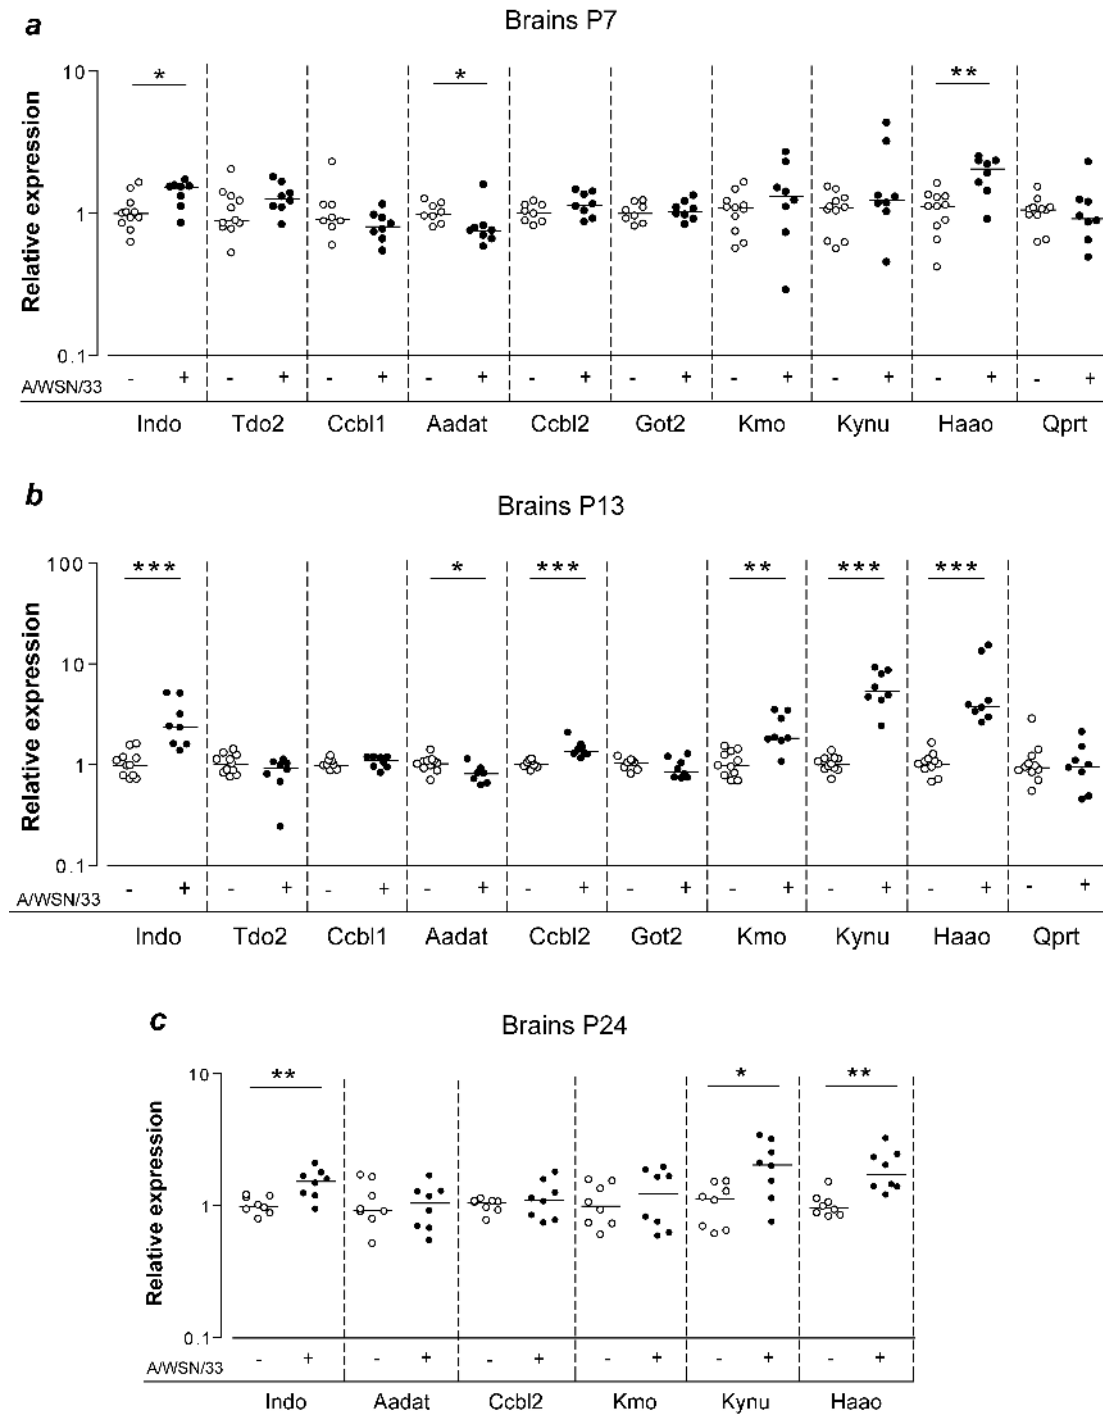 a
Brains P7
* * **
10
1
0.1
Relative expression
A/WSN/33 - + - + - + - + - + - + - + - + - + - +
Indo Tdo2 Ccbl1 Aadat Ccbl2 Got2 Kmo Kynu Haao Qprt
b
Brains P13
*** * *** ** *** ***
100
10
1
0.1
Relative expression
A/WSN/33 - + - + - + - + - + - + - + - + - + - +
Indo Tdo2 Ccbl1 Aadat Ccbl2 Got2 Kmo Kynu Haao Qprt
c
Brains P24
** * **
10
1
0.1
Relative expression
A/WSN/33 - + - + - + - + - + - +
Indo Aadat Ccbl2 Kmo Kynu Haao